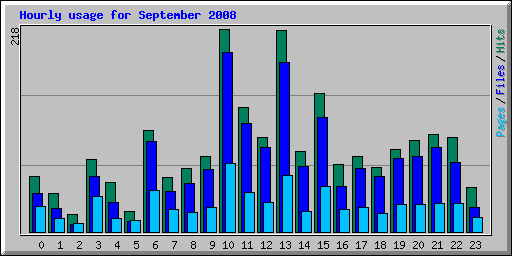 Hourly usage for September 2008
218
Pages / Files / Hits
0 1 2 3 4 5 6 7 8 9 10 11 12 13 14 15 16 17 18 19 20 21 22 23